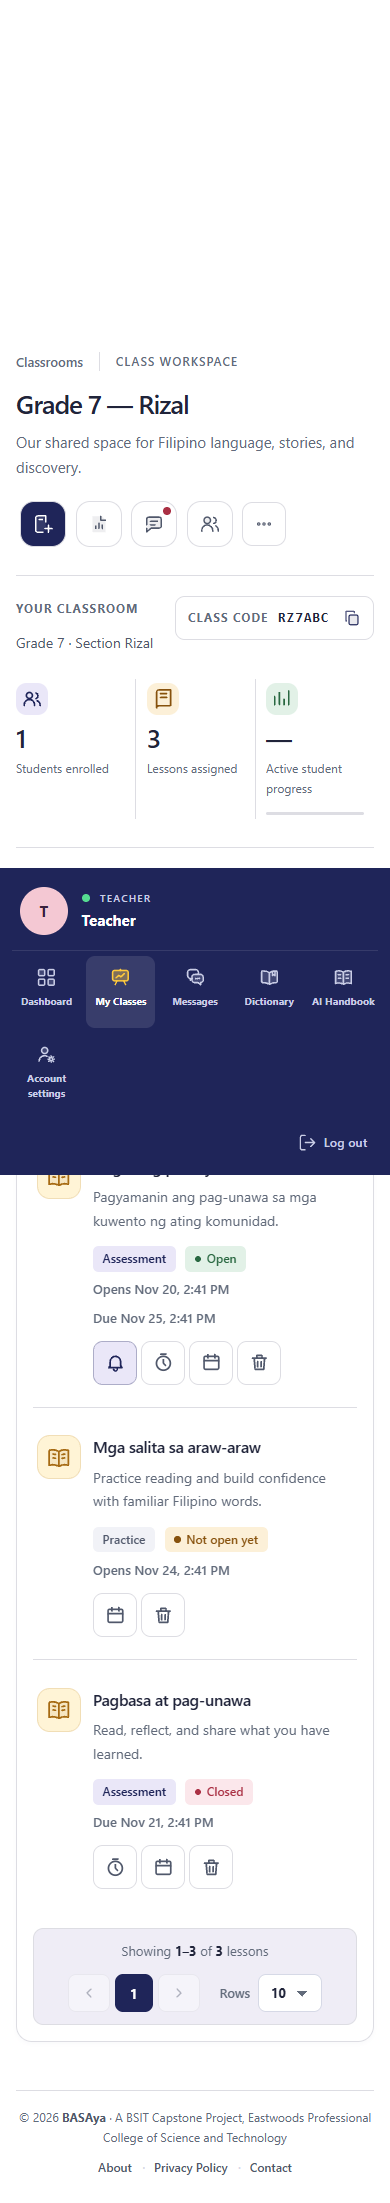 Classrooms
CLASS WORKSPACE
Grade 7 — Rizal
Our shared space for Filipino language, stories, and
discovery.
YOUR CLASSROOM
Grade 7 · Section Rizal
CLASS CODE RZ7ABC
1
Students enrolled
3
Lessons assigned
—
Active student
progress
T
TEACHER
Teacher
Dashboard
My Classes
Messages
Dictionary
AI Handbook
Account
settings
Log out
Pagyamanin ang pag-unawa sa mga
kuwento ng ating komunidad.
Assessment
Open
Opens Nov 20, 2:41 PM
Due Nov 25, 2:41 PM
Mga salita sa araw-araw
Practice reading and build confidence
with familiar Filipino words.
Practice
Not open yet
Opens Nov 24, 2:41 PM
Pagbasa at pag-unawa
Read, reflect, and share what you have
learned.
Assessment
Closed
Due Nov 21, 2:41 PM
Showing 1–3 of 3 lessons
1
Rows 10
© 2026 BASAya · A BSIT Capstone Project, Eastwoods Professional
College of Science and Technology
About · Privacy Policy · Contact